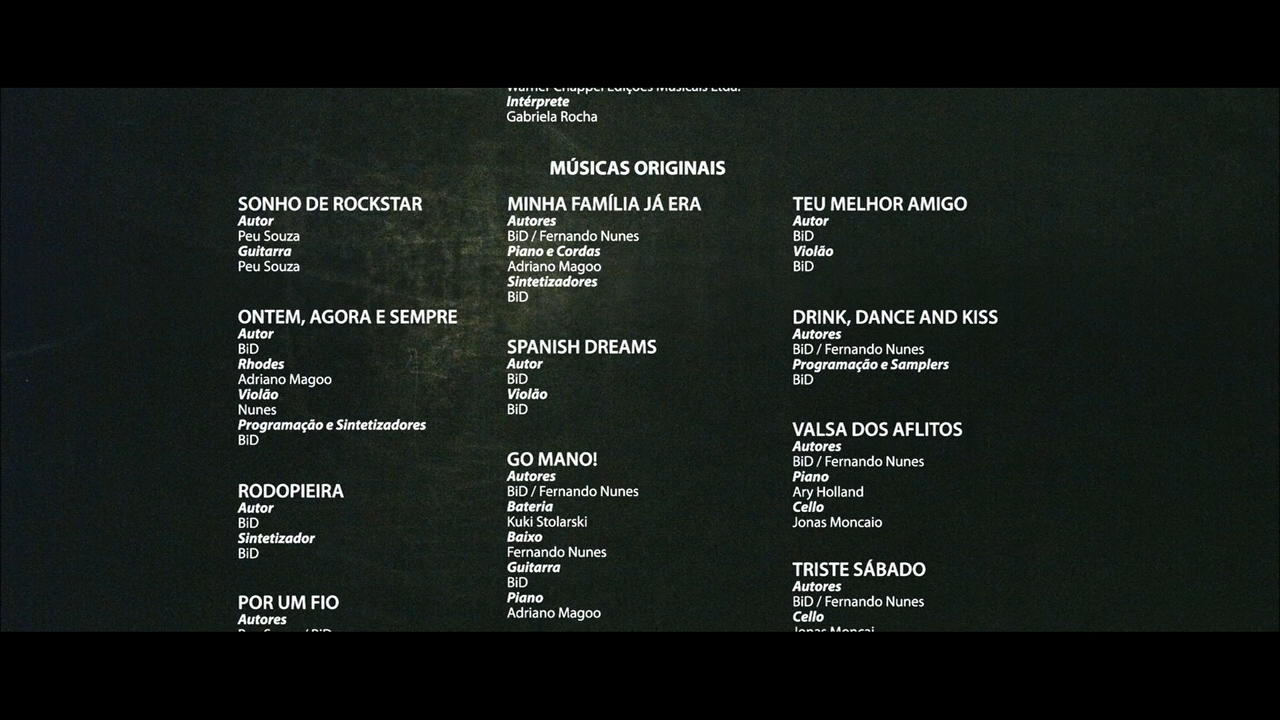 Warner Chappel Edições Musicais Ltda.
Intérprete
Gabriela Rocha
MÚSICAS ORIGINAIS
SONHO DE ROCKSTAR
Autor
Peu Souza
Guitarra
Peu Souza
ONTEM, AGORA E SEMPRE
Autor
BiD
Rhodes
Adriano Magoo
Violão
Nunes
Programação e Sintetizadores
BiD
RODOPIEIRA
Autor
BiD
Sintetizador
BiD
POR UM FIO
Autores
MINHA FAMÍLIA JÁ ERA
Autores
BiD / Fernando Nunes
Piano e Cordas
Adriano Magoo
Sintetizadores
BiD
SPANISH DREAMS
Autor
BiD
Violão
BiD
GO MANO!
Autores
BiD / Fernando Nunes
Bateria
Kuki Stolarski
Baixo
Fernando Nunes
Guitarra
BiD
Piano
Adriano Magoo
TEU MELHOR AMIGO
Autor
BiD
Violão
BiD
DRINK, DANCE AND KISS
Autores
BiD / Fernando Nunes
Programação e Samplers
BiD
VALSA DOS AFLITOS
Autores
BiD / Fernando Nunes
Piano
Ary Holland
Cello
Jonas Moncaio
TRISTE SÁBADO
Autores
BiD / Fernando Nunes
Cello